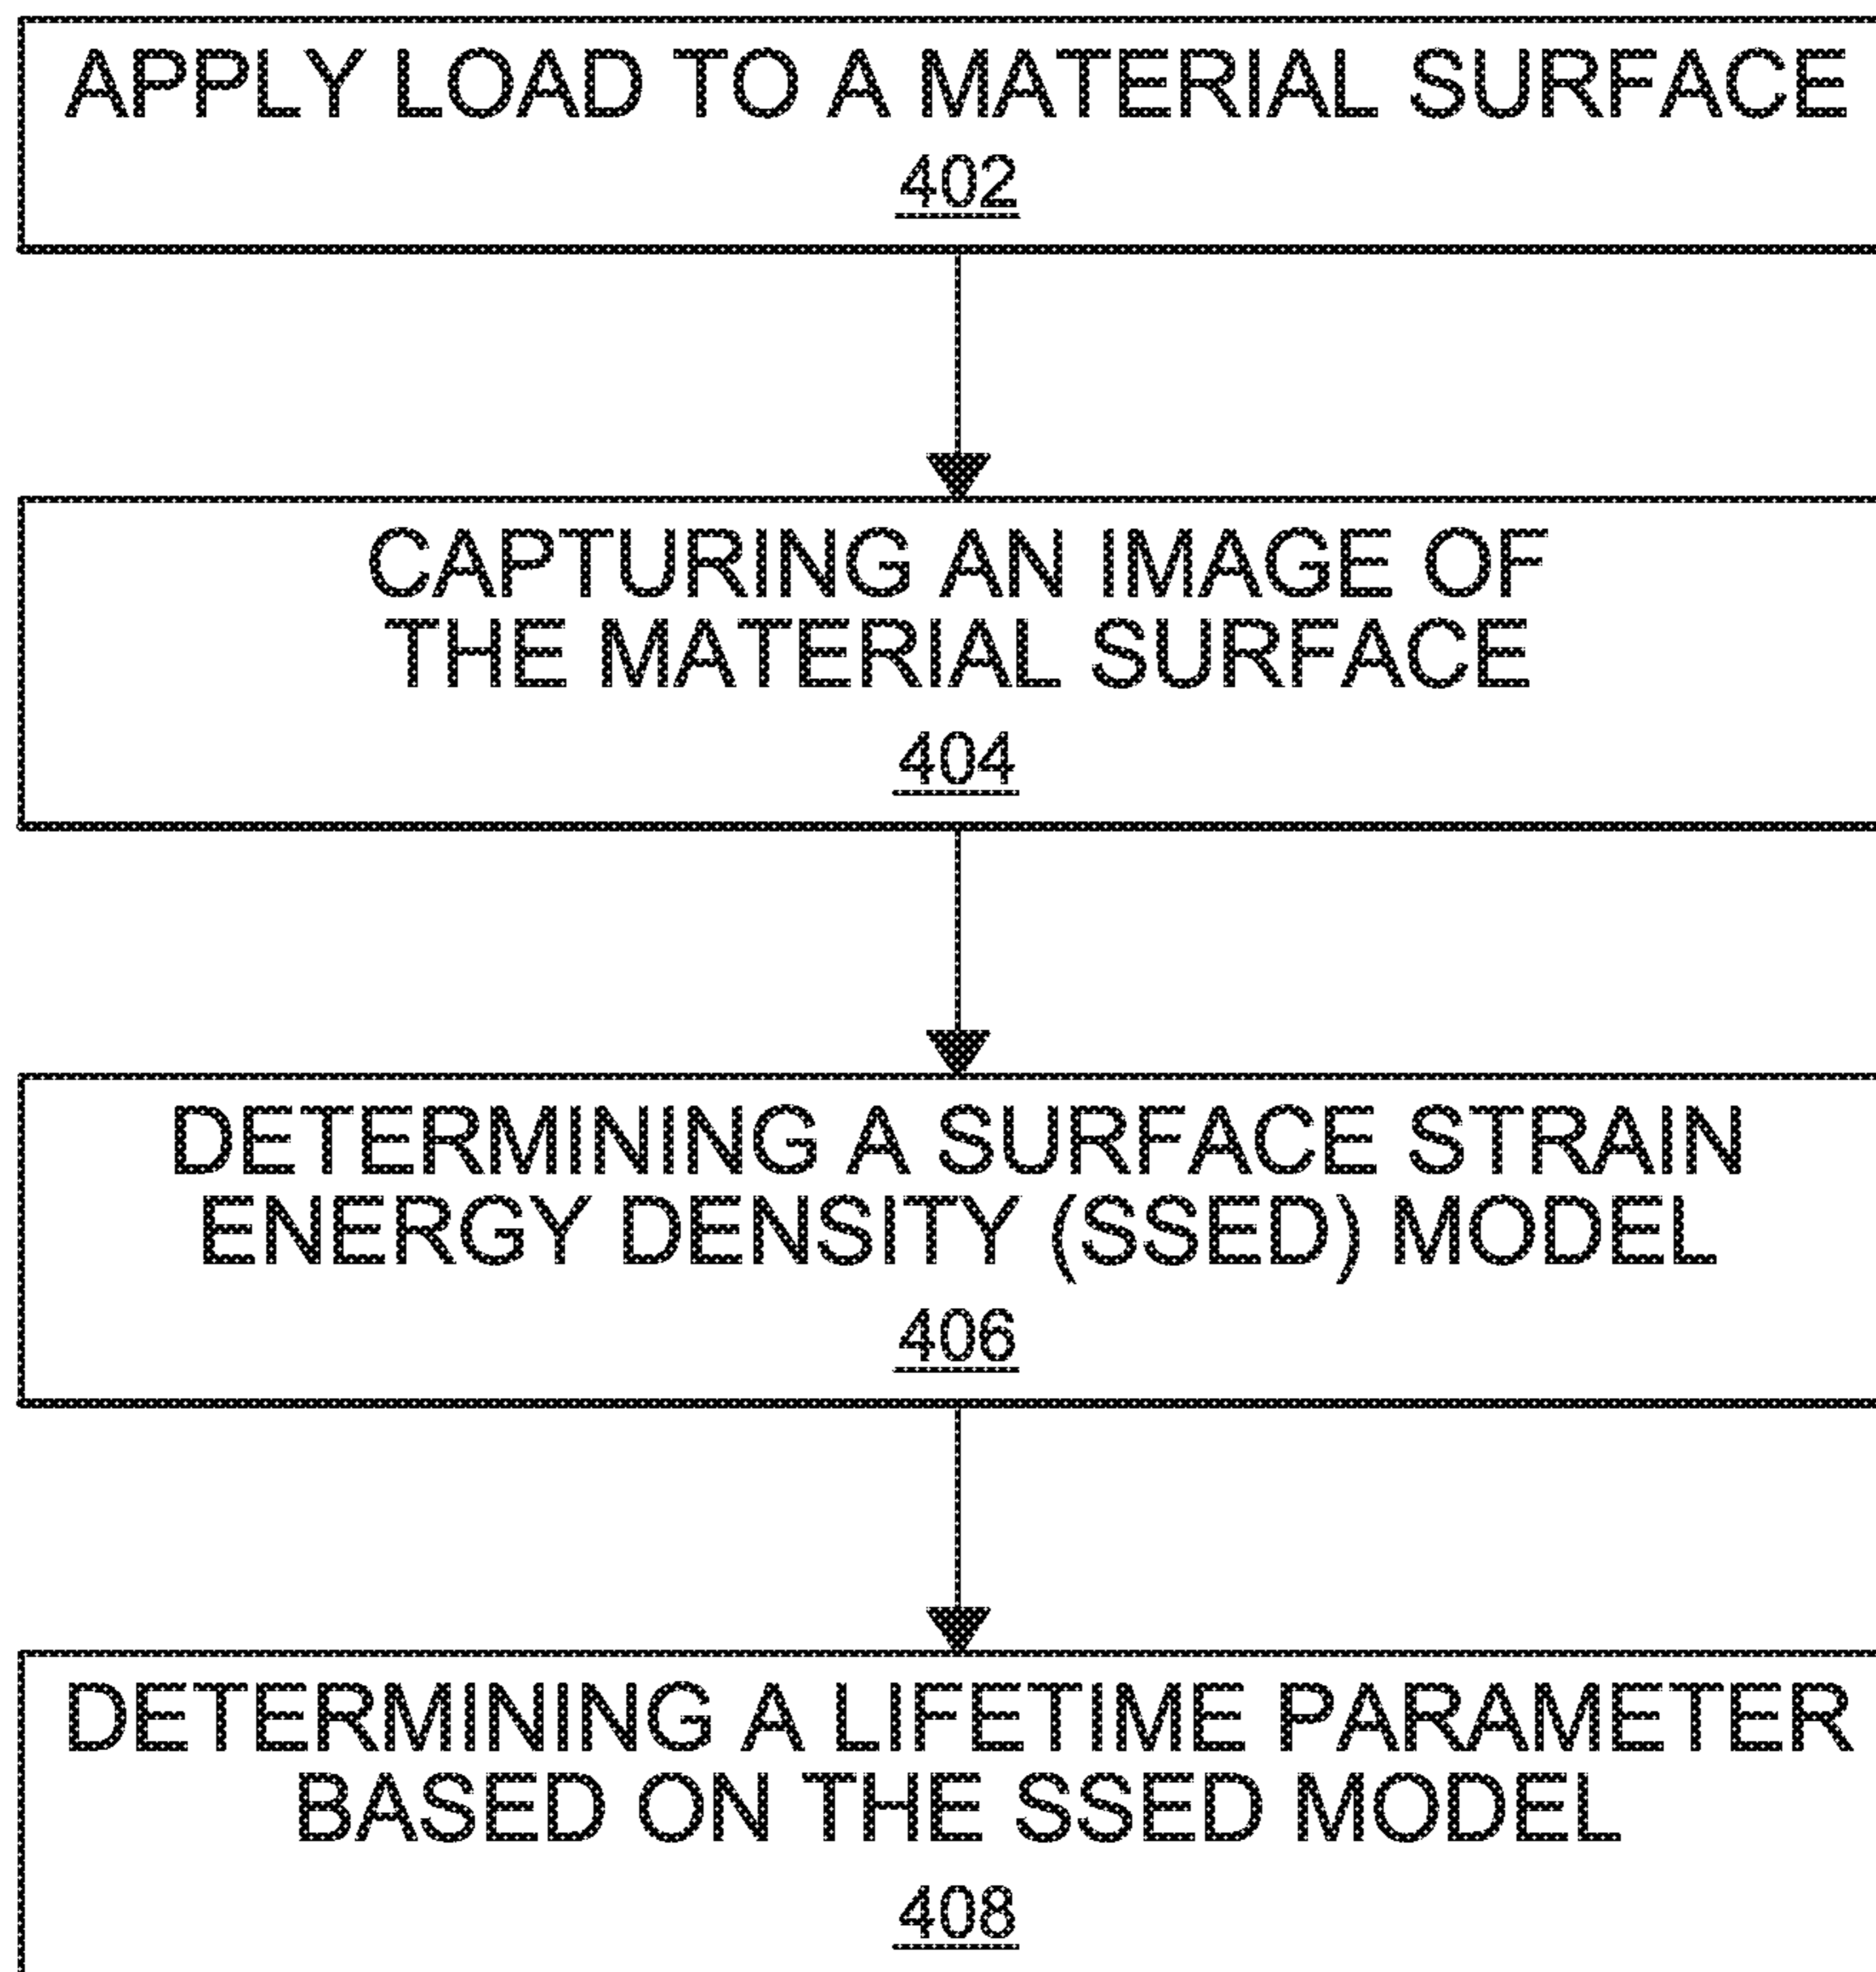 APPLY LOAD TO A MATERIAL SURFACE
402
CAPTURING AN IMAGE OF
THE MATERIAL SURFACE
404
DETERMINING A SURFACE STRAIN
ENERGY DENSITY (SSED) MODEL
406
DETERMINING A LIFETIME PARAMETER
BASED ON THE SSED MODEL
408